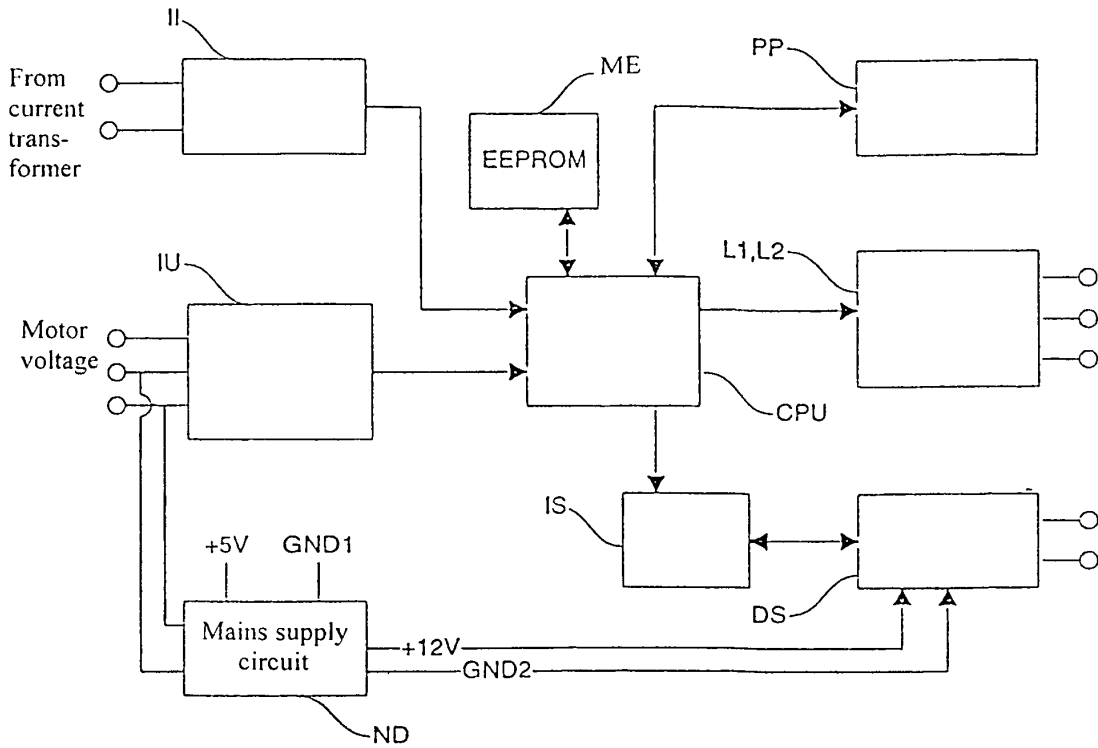 II
From
current
trans-
former
ME
EEPROM
PP
IU
Motor
voltage
L1,L2
CPU
IS
DS
+5V GND1
Mains supply
circuit
+12V
GND2
ND